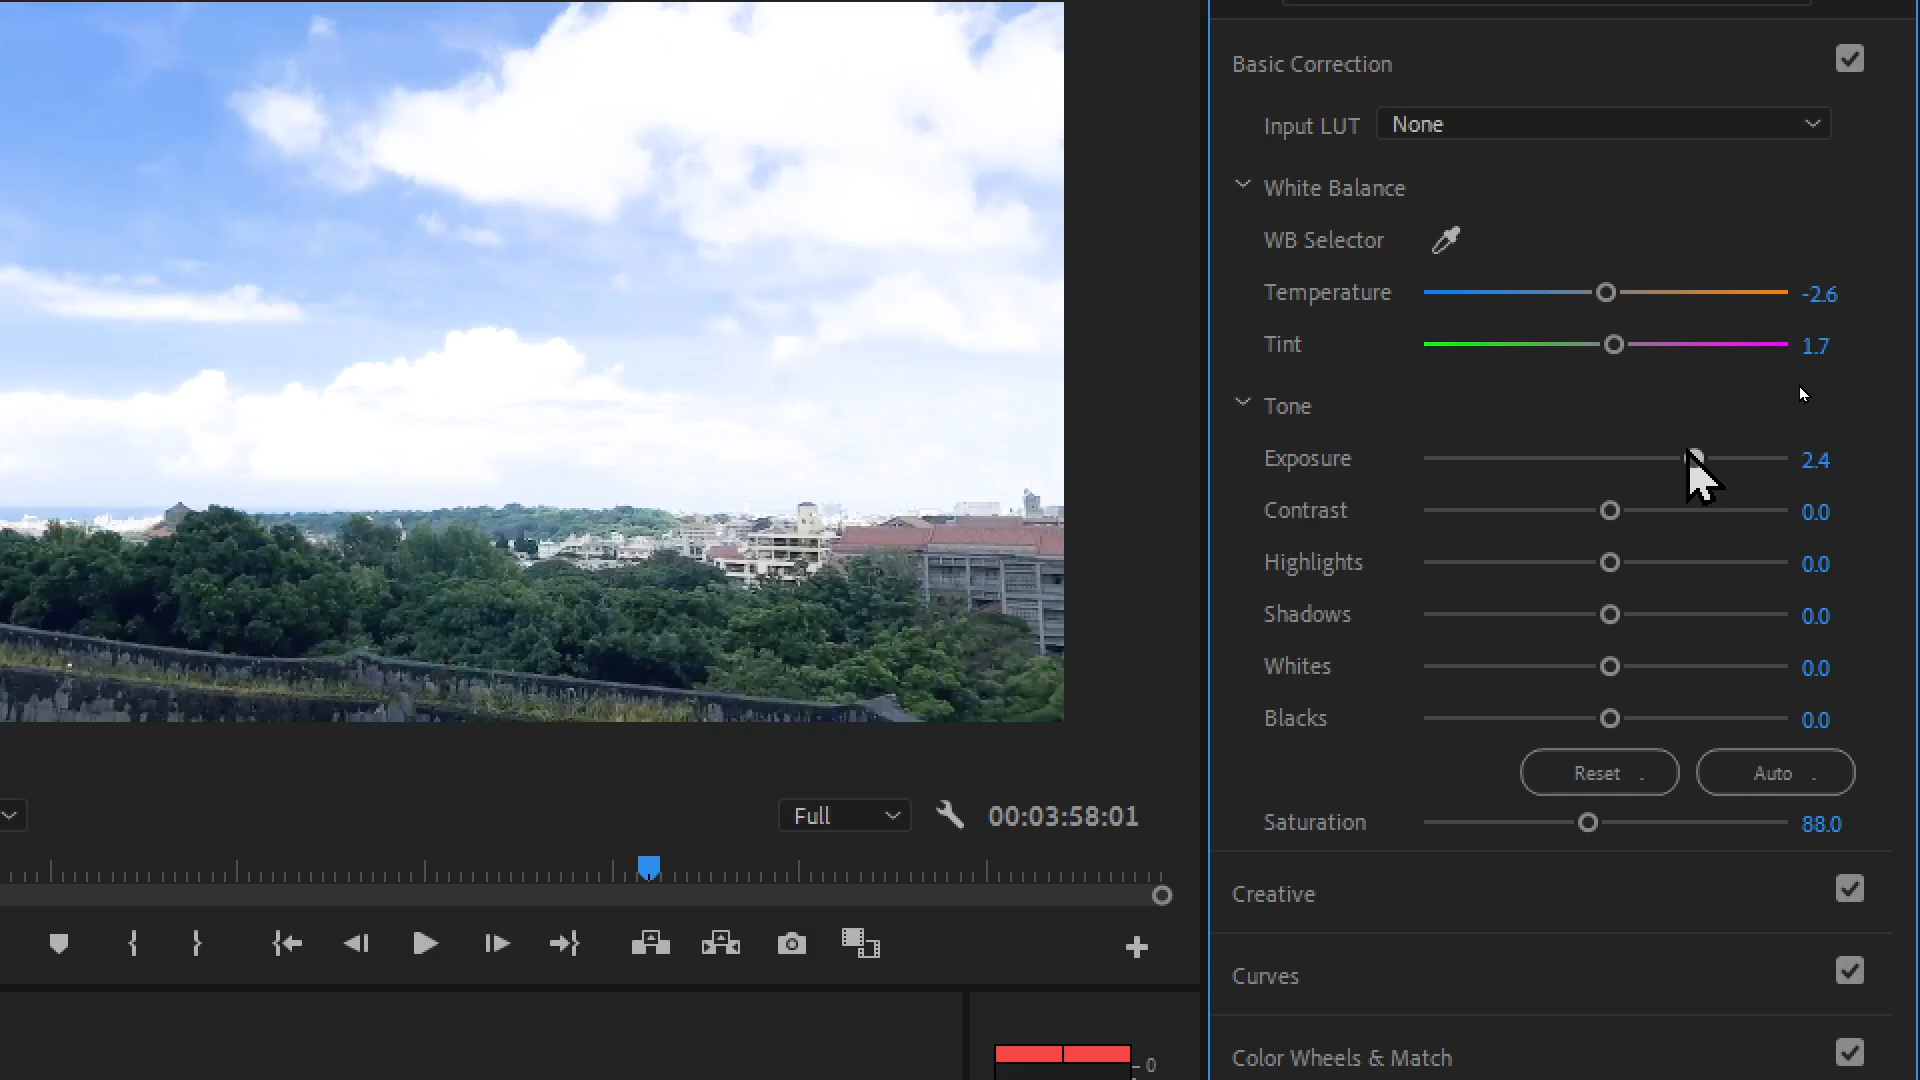 Basic Correction
Input LUT None
White Balance
WB Selector
Temperature -2.6
Tint 1.7
Tone
Exposure 2.4
Contrast 0.0
Highlights 0.0
Shadows 0.0
Whites 0.0
Blacks 0.0
Reset Auto
Saturation 88.0
Creative
Curves
Color Wheels & Match
Full 00:03:58:01
0